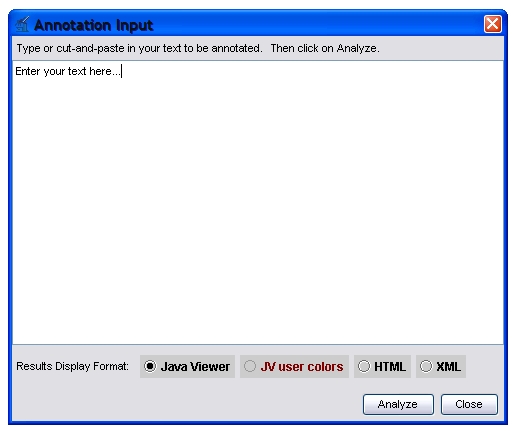 Annotation Input
Type or cut-and-paste in your text to be annotated.  Then click on Analyze.
Enter your text here...
Results Display Format: Java Viewer JV user colors HTML XML
Analyze Close